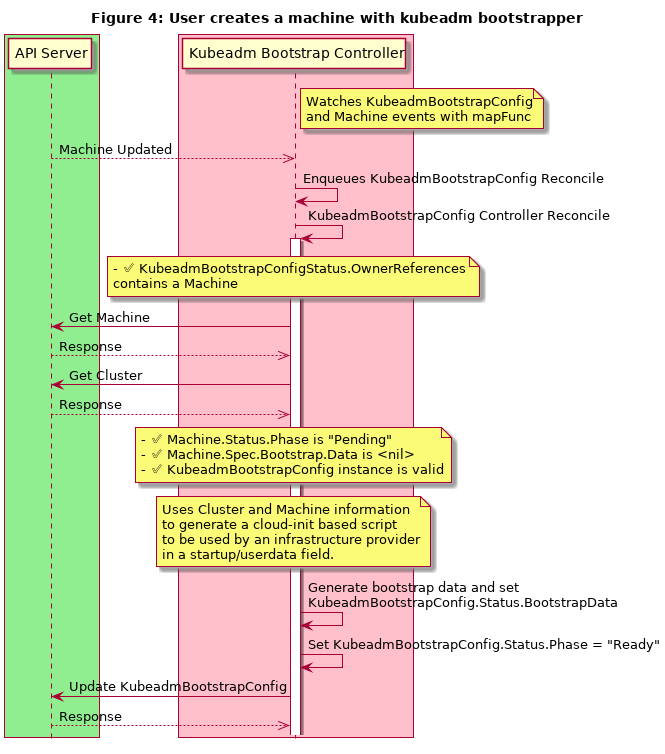 Figure 4: User creates a machine with kubeadm bootstrapper
API Server
Kubeadm Bootstrap Controller
Watches KubeadmBootstrapConfig
and Machine events with mapFunc
Machine Updated
Enqueues KubeadmBootstrapConfig Reconcile
KubeadmBootstrapConfig Controller Reconcile
- ✅ KubeadmBootstrapConfigStatus.OwnerReferences
contains a Machine
Get Machine
Response
Get Cluster
Response
- ✅ Machine.Status.Phase is "Pending"
- ✅ Machine.Spec.Bootstrap.Data is <nil>
- ✅ KubeadmBootstrapConfig instance is valid
Uses Cluster and Machine information
to generate a cloud-init based script
to be used by an infrastructure provider
in a startup/userdata field.
Generate bootstrap data and set
KubeadmBootstrapConfig.Status.BootstrapData
Set KubeadmBootstrapConfig.Status.Phase = "Ready"
Update KubeadmBootstrapConfig
Response